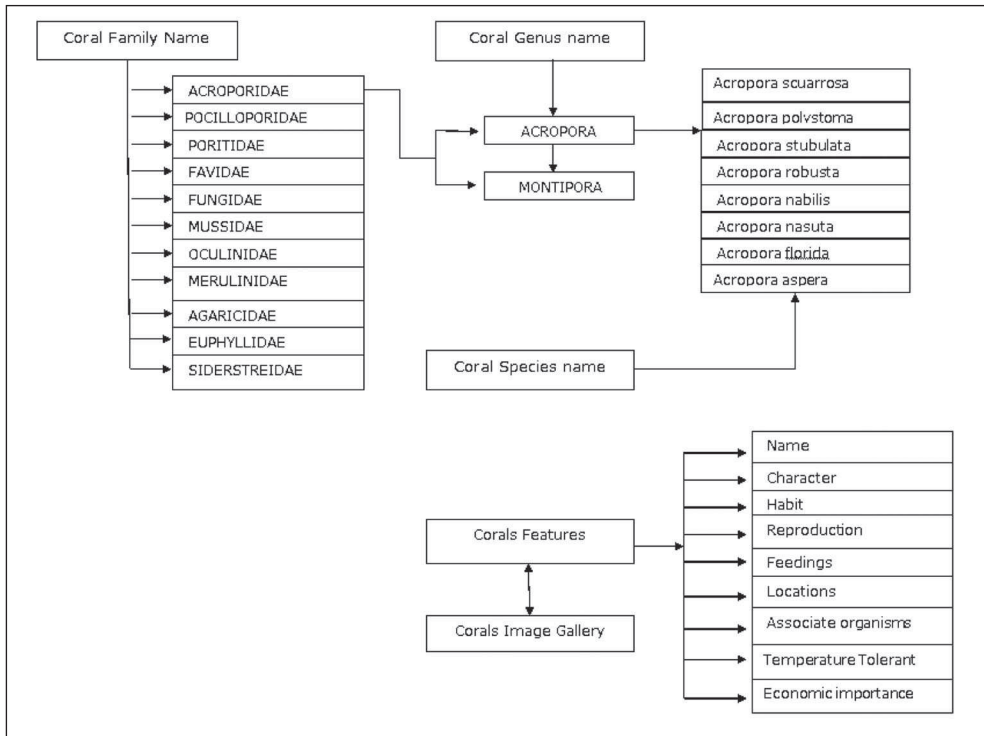 Coral Family Name
ACROPORIDAE
POCILLOPORIDAE
PORITIDAE
FAVIDAE
FUNGIDAE
MUSSIDAE
OCULINIDAE
MERULINIDAE
AGARICIDAE
EUPHYLLIDAE
SIDERSTREIDAE
Coral Genus name
ACROPORA
MONTIPORA
Acropora scuarrosa
Acropora polystoma
Acropora stubulata
Acropora robusta
Acropora nabilis
Acropora nasuta
Acropora florida
Acropora aspera
Coral Species name
Corals Features
Corals Image Gallery
Name
Character
Habit
Reproduction
Feedings
Locations
Associate organisms
Temperature Tolerant
Economic importance